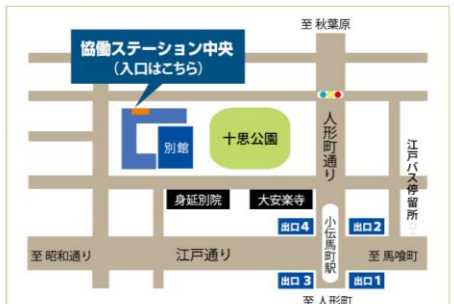 至 秋葉原
協働ステーション中央
(入口はこちら)
人形町通り
江戸バス停留所
別館
十思公園
身延別院
大安楽寺
出口4
小伝馬町駅
出口2
至 昭和通り
江戸通り
至 馬喰町
出口3
出口1
至 人形町